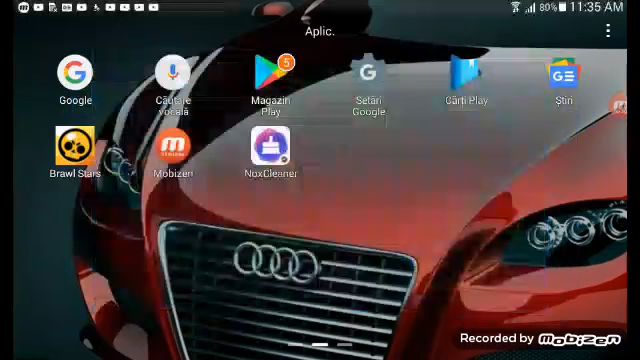 80% 11:35 AM
Aplic.
5
Google
Căutare vocală
Magazin Play
Setări Google
Cărți Play
Știri
Brawl Stars
Mobizen
NoxCleaner
Recorded by mobizen